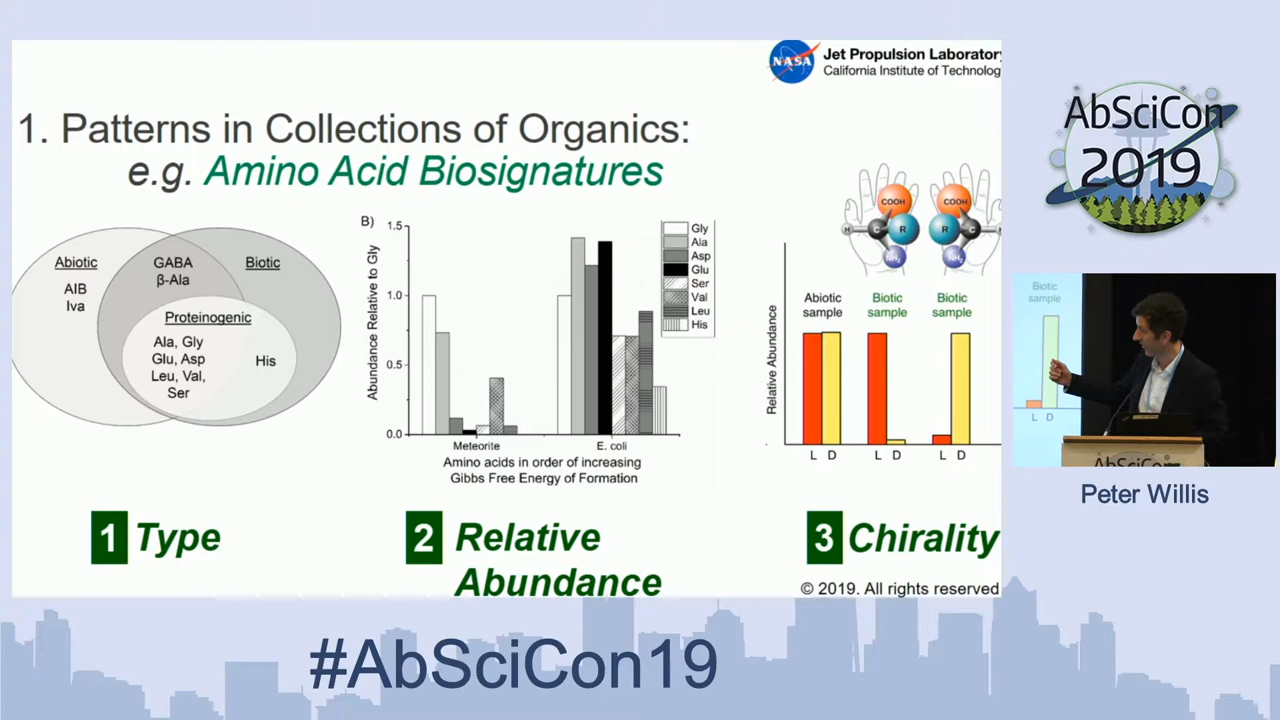 NASA
Jet Propulsion Laboratory
California Institute of Technolog
1. Patterns in Collections of Organics:
e.g. Amino Acid Biosignatures
Abiotic
AIB
Iva
GABA
β-Ala
Biotic
Proteinogenic
Ala, Gly
Glu, Asp
Leu, Val,
Ser
His
B)
Abundance Relative to Gly
1.5
1.0
0.5
0.0
Gly
Ala
Asp
Glu
Ser
Val
Leu
His
Meteorite
E. coli
Amino acids in order of increasing
Gibbs Free Energy of Formation
COOH
H
C
R
NH2
COOH
R
C
H
NH2
Relative Abundance
Abiotic
sample
Biotic
sample
Biotic
sample
L D
L D
L D
1 Type
2 Relative
Abundance
3 Chirality
© 2019. All rights reserved
AbSciCon
2019
Biotic
sample
L D
AbSciCon
Peter Willis
#AbSciCon19